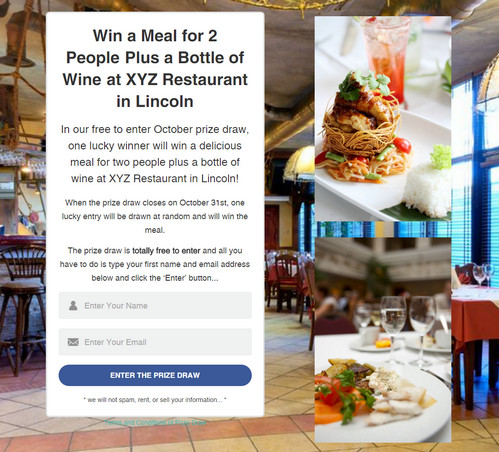 Win a Meal for 2
People Plus a Bottle of
Wine at XYZ Restaurant
in Lincoln
In our free to enter October prize draw,
one lucky winner will win a delicious
meal for two people plus a bottle of
wine at XYZ Restaurant in Lincoln!
When the prize draw closes on October 31st, one
lucky entry will be drawn at random and will win the
meal.
The prize draw is totally free to enter and all you
have to do is type your first name and email address
below and click the 'Enter' button...
Enter Your Name
Enter Your Email
ENTER THE PRIZE DRAW
* we will not spam, rent, or sell your information... *